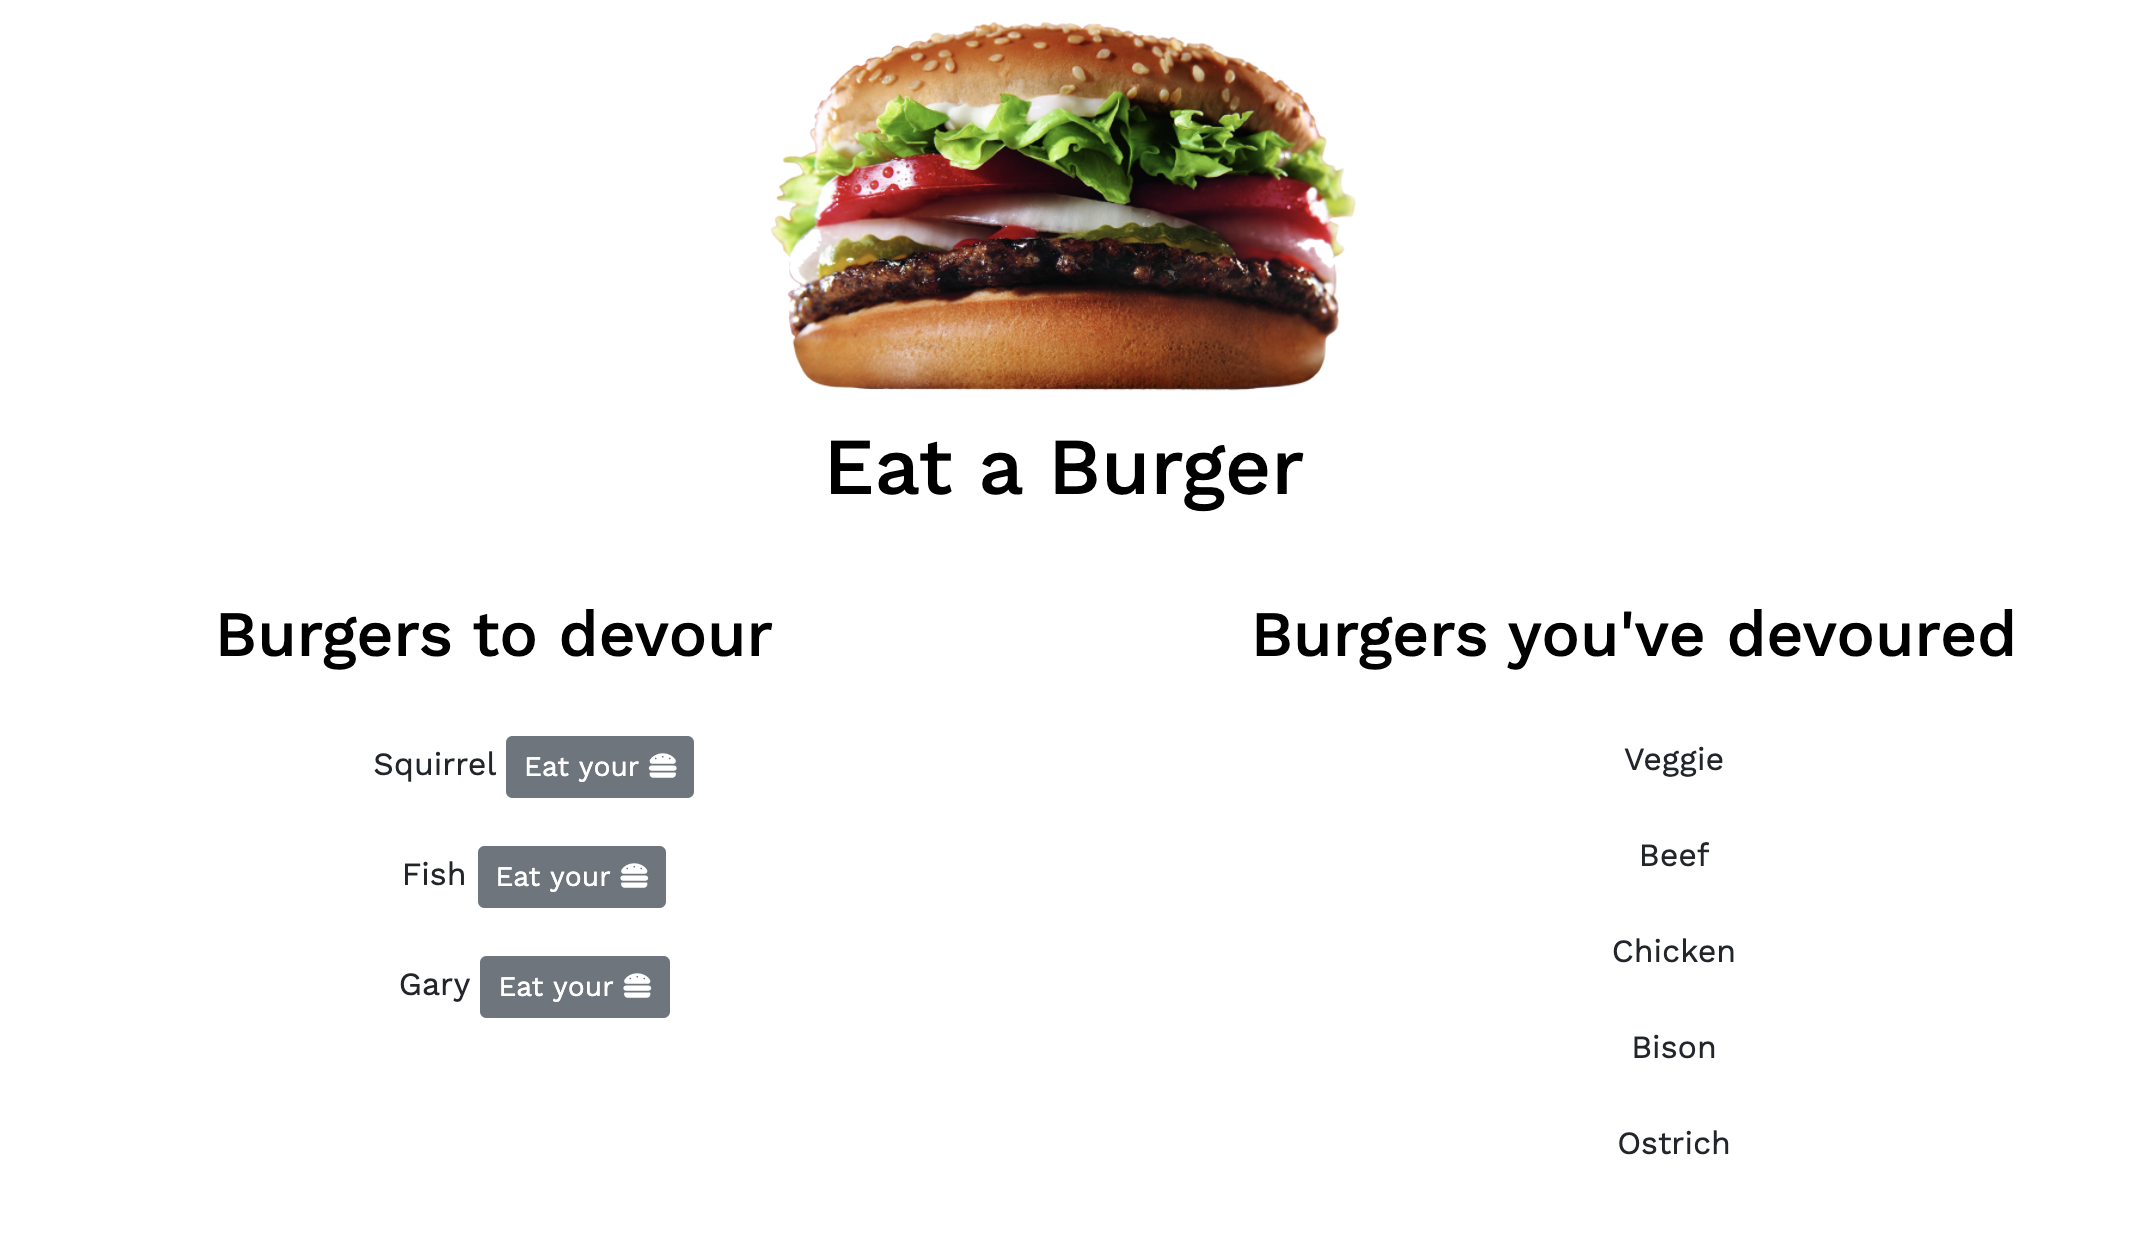 Eat a Burger
Burgers to devour
Squirrel Eat your
Fish Eat your
Gary Eat your
Burgers you've devoured
Veggie
Beef
Chicken
Bison
Ostrich